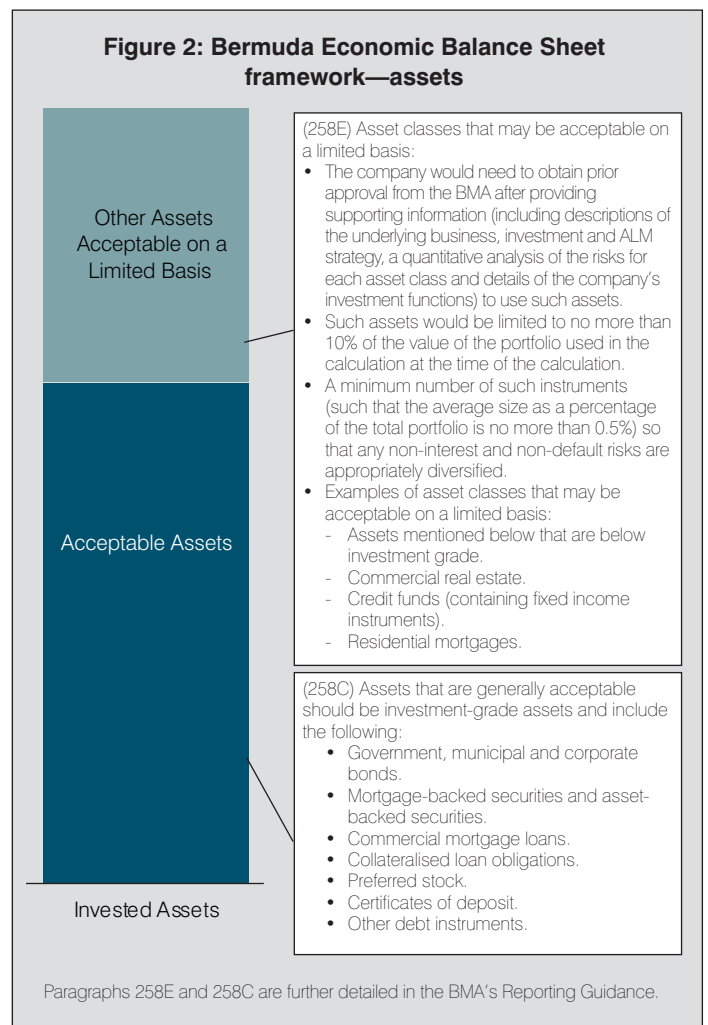 Figure 2: Bermuda Economic Balance Sheet
framework—assets
Other Assets
Acceptable on a
Limited Basis
(258E) Asset classes that may be acceptable on
a limited basis:
• The company would need to obtain prior
approval from the BMA after providing
supporting information (including descriptions of
the underlying business, investment and ALM
strategy, a quantitative analysis of the risks for
each asset class and details of the company's
investment functions) to use such assets.
• Such assets would be limited to no more than
10% of the value of the portfolio used in the
calculation at the time of the calculation.
• A minimum number of such instruments
(such that the average size as a percentage
of the total portfolio is no more than 0.5%) so
that any non-interest and non-default risks are
appropriately diversified.
• Examples of asset classes that may be
acceptable on a limited basis:
- Assets mentioned below that are below
investment grade.
- Commercial real estate.
- Credit funds (containing fixed income
instruments).
- Residential mortgages.
Acceptable Assets
(258C) Assets that are generally acceptable
should be investment-grade assets and include
the following:
• Government, municipal and corporate
bonds.
• Mortgage-backed securities and asset-
backed securities.
• Commercial mortgage loans.
• Collateralised loan obligations.
• Preferred stock.
• Certificates of deposit.
• Other debt instruments.
Invested Assets
Paragraphs 258E and 258C are further detailed in the BMA's Reporting Guidance.